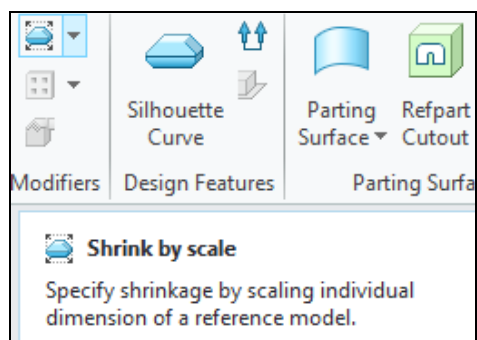 Silhouette
Curve
Parting
Surface
Refpart
Cutout
Modifiers
Design Features
Parting Surfa
Shrink by scale
Specify shrinkage by scaling individual
dimension of a reference model.